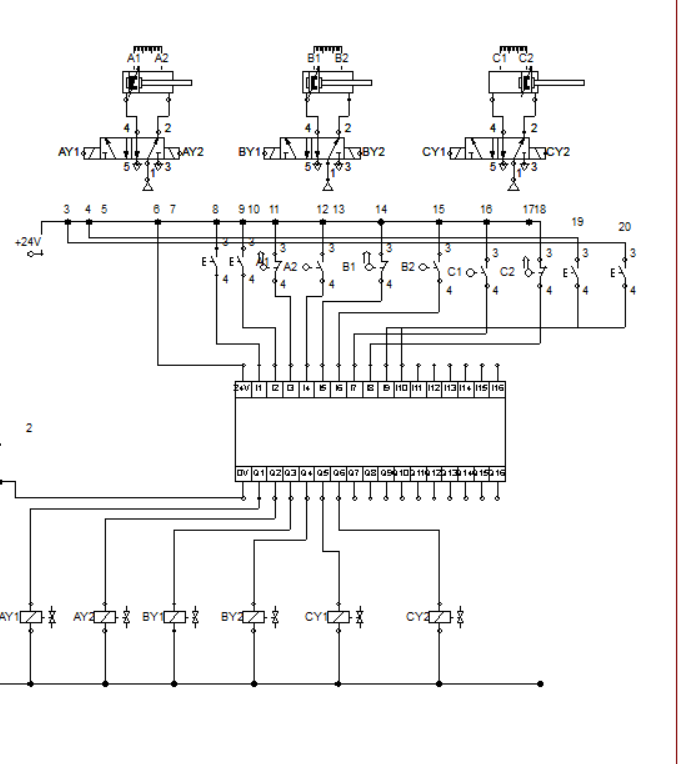 A1 A2 B1 B2 C1 C2
4 2 4 2 4 2
AY1 AY2 BY1 BY2 CY1 CY2
5 1 3 5 1 3 5 1 3
3 4 5 6 7 8 9 10 11 12 13 14 15 16 17 18 19 20
+24V
3 3 3 3 3 3 3 3 3 3
E E A1 A2 B1 B2 C1 C2 E E
4 4 4 4 4 4 4 4 4 4
24V I1 I2 I3 I4 I5 I6 I7 I8 I9 I10 I11 I12 I13 I14 I15 I16
2
0V Q1 Q2 Q3 Q4 Q5 Q6 Q7 Q8 Q9 Q10 Q11 Q12 Q13 Q14 Q15 Q16
AY1 AY2 BY1 BY2 CY1 CY2